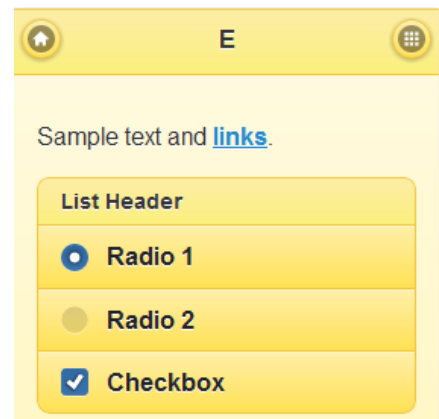 E
Sample text and links.
List Header
Radio 1
Radio 2
Checkbox